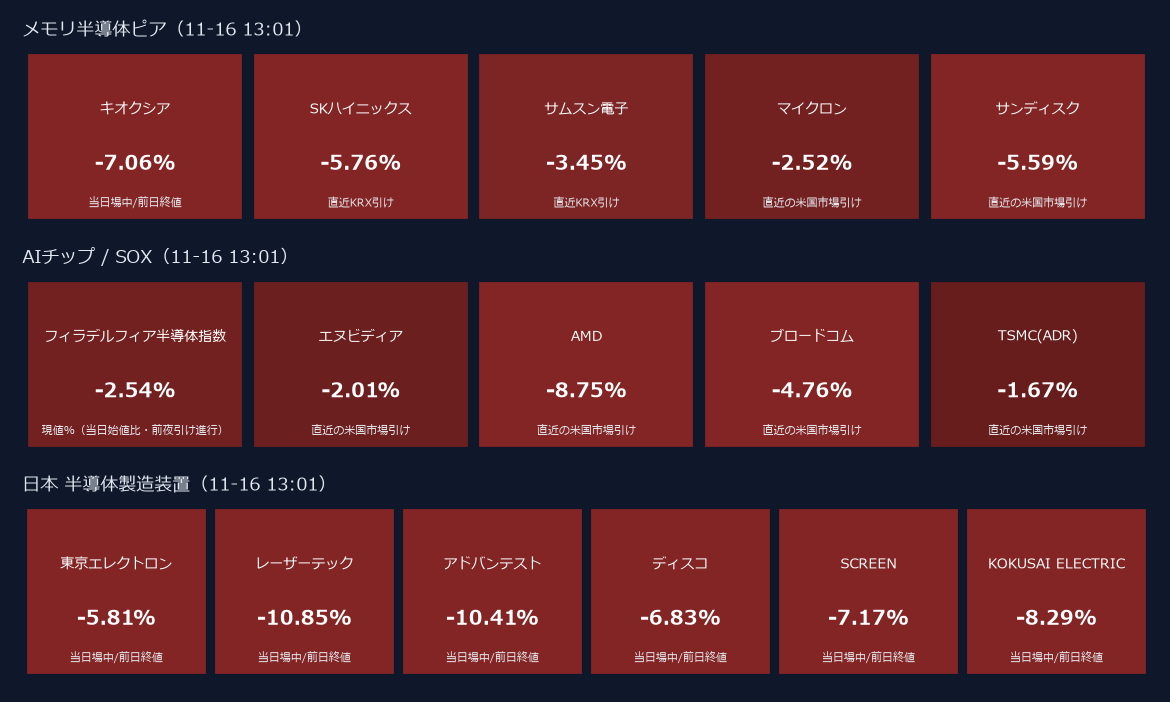 メモリ半導体ピア（11-16 13:01）
キオクシア
-7.06%
当日場中/前日終値
SKハイニックス
-5.76%
直近KRX引け
サムスン電子
-3.45%
直近KRX引け
マイクロン
-2.52%
直近の米国市場引け
サンディスク
-5.59%
直近の米国市場引け
AIチップ / SOX（11-16 13:01）
フィラデルフィア半導体指数
-2.54%
現値%（当日始値比・前夜引け進行）
エヌビディア
-2.01%
直近の米国市場引け
AMD
-8.75%
直近の米国市場引け
ブロードコム
-4.76%
直近の米国市場引け
TSMC(ADR)
-1.67%
直近の米国市場引け
日本 半導体製造装置（11-16 13:01）
東京エレクトロン
-5.81%
当日場中/前日終値
レーザーテック
-10.85%
当日場中/前日終値
アドバンテスト
-10.41%
当日場中/前日終値
ディスコ
-6.83%
当日場中/前日終値
SCREEN
-7.17%
当日場中/前日終値
KOKUSAI ELECTRIC
-8.29%
当日場中/前日終値